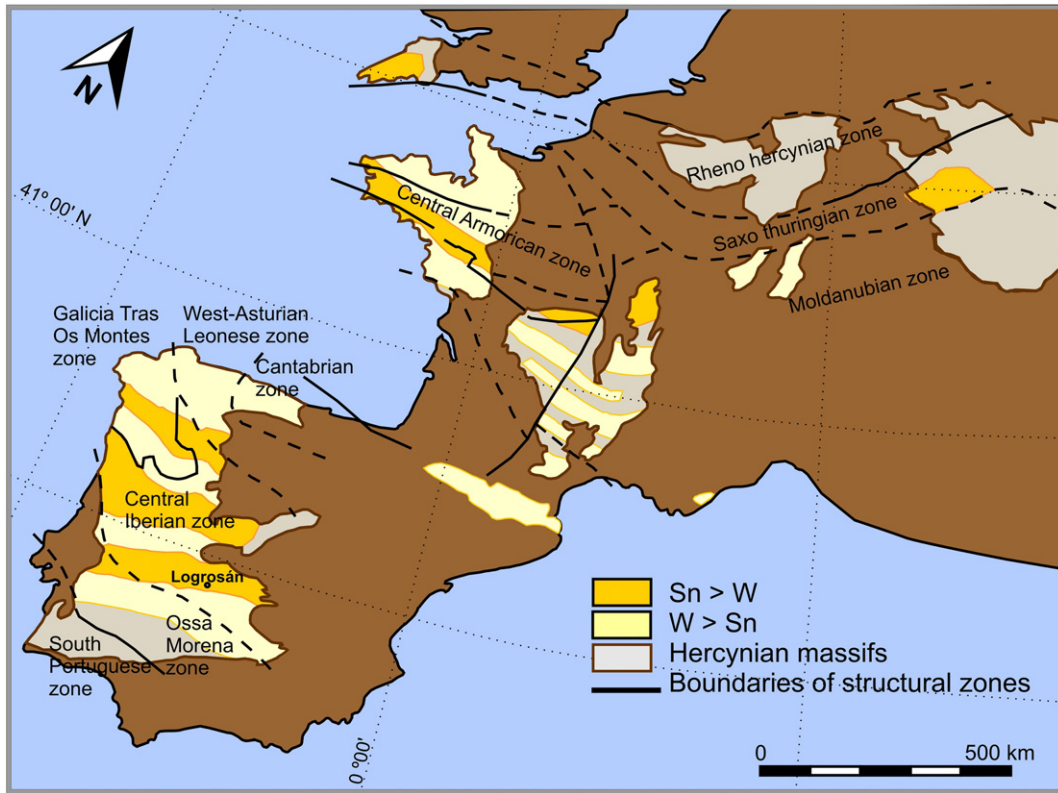 N
41° 00' N
Rheno hercynian zone
Central Armorican zone
Saxo thuringian zone
Moldanubian zone
Galicia Tras
Os Montes
zone
West-Asturian
Leonese zone
Cantabrian
zone
Central
Iberian zone
Logrosán
Ossa
Morena
zone
South
Portuguese
zone
Sn > W
W > Sn
Hercynian massifs
Boundaries of structural zones
0 º00'
0
500 km